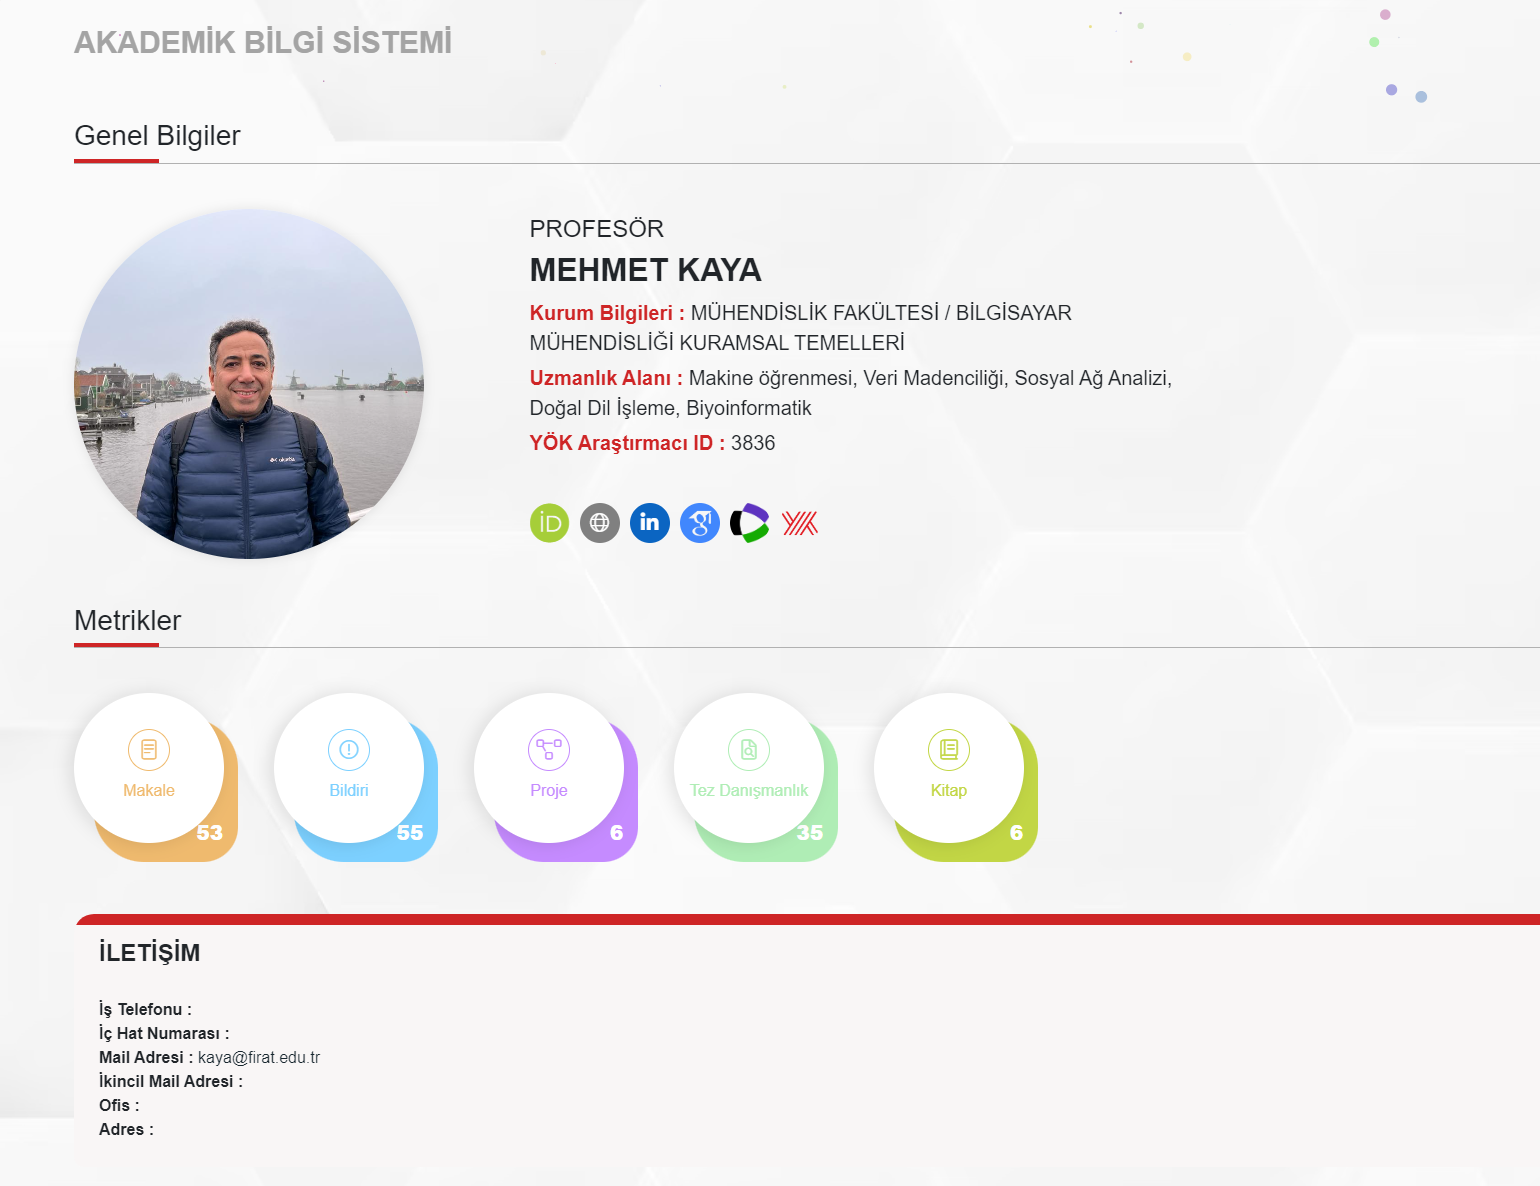 AKADEMİK BİLGİ SİSTEMİ
Genel Bilgiler
PROFESÖR
MEHMET KAYA
Kurum Bilgileri : MÜHENDİSLİK FAKÜLTESİ / BİLGİSAYAR
MÜHENDİSLİĞİ KURAMSAL TEMELLERİ
Uzmanlık Alanı : Makine öğrenmesi, Veri Madenciliği, Sosyal Ağ Analizi,
Doğal Dil İşleme, Biyoinformatik
YÖK Araştırmacı ID : 3836
iD in g
Metrikler
Makale
53
Bildiri
55
Proje
6
Tez Danışmanlık
35
Kitap
6
İLETİŞİM
İş Telefonu :
İç Hat Numarası :
Mail Adresi : kaya@firat.edu.tr
İkincil Mail Adresi :
Ofis :
Adres :